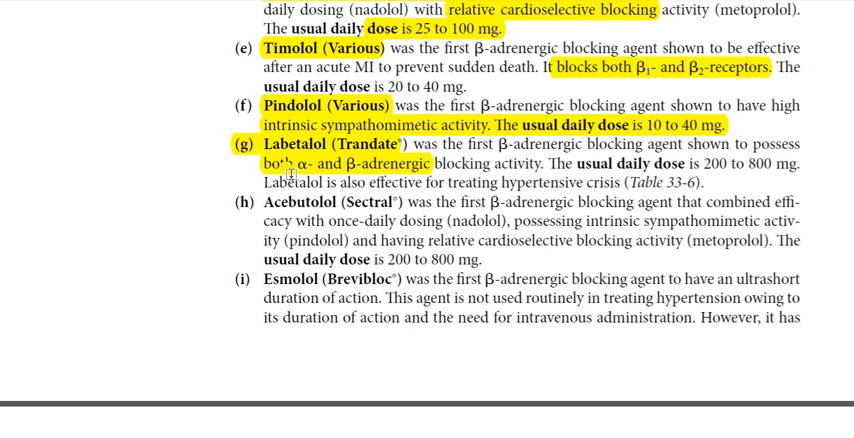 daily dosing (nadolol) with relative cardioselective blocking activity (metoprolol).
The usual daily dose is 25 to 100 mg.
(e) Timolol (Various) was the first β-adrenergic blocking agent shown to be effective
after an acute MI to prevent sudden death. It blocks both β₁- and β₂-receptors. The
usual daily dose is 20 to 40 mg.
(f) Pindolol (Various) was the first β-adrenergic blocking agent shown to have high
intrinsic sympathomimetic activity. The usual daily dose is 10 to 40 mg.
(g) Labetalol (Trandate®) was the first β-adrenergic blocking agent shown to possess
both α- and β-adrenergic blocking activity. The usual daily dose is 200 to 800 mg.
Labetalol is also effective for treating hypertensive crisis (Table 33-6).
(h) Acebutolol (Sectral®) was the first β-adrenergic blocking agent that combined effi-
cacy with once-daily dosing (nadolol), possessing intrinsic sympathomimetic activ-
ity (pindolol) and having relative cardioselective blocking activity (metoprolol). The
usual daily dose is 200 to 800 mg.
(i) Esmolol (Brevibloc®) was the first β-adrenergic blocking agent to have an ultrashort
duration of action. This agent is not used routinely in treating hypertension owing to
its duration of action and the need for intravenous administration. However, it has